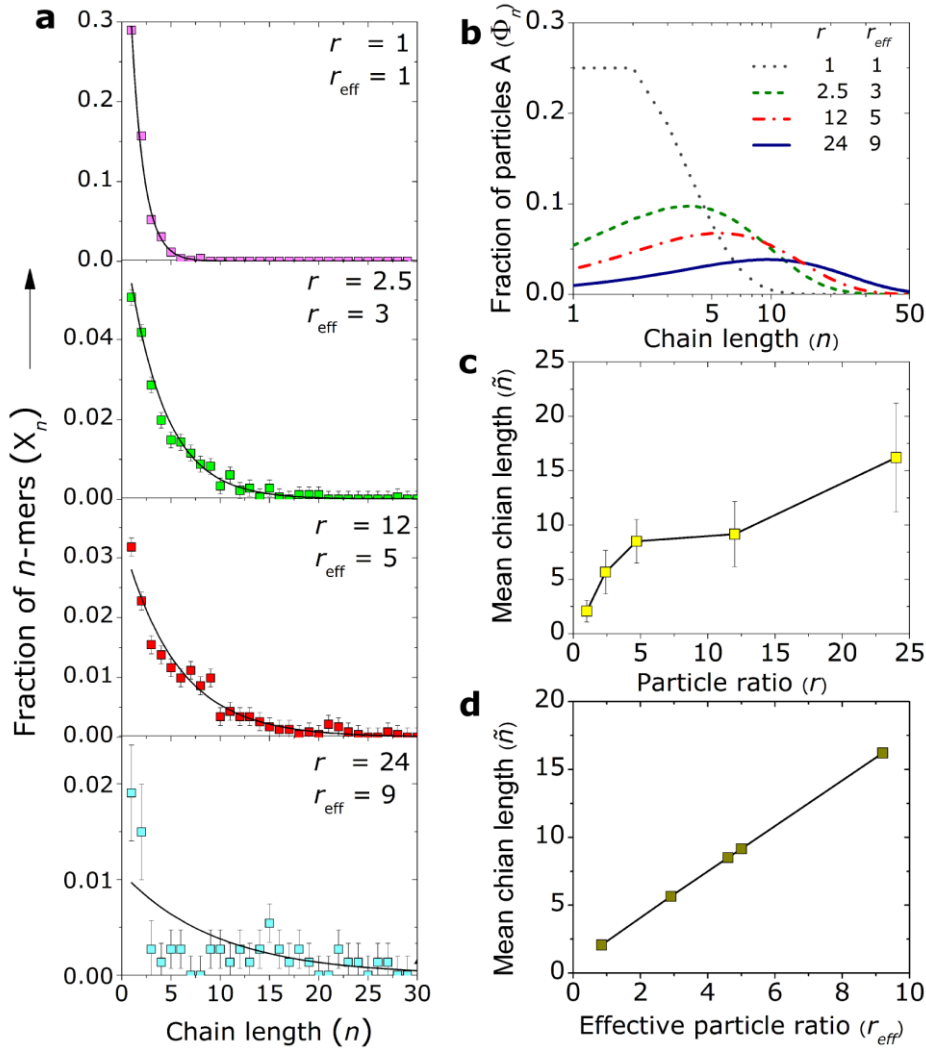 a
0.3
0.2
0.1
0.0
r = 1
r_eff = 1
0.04
0.02
0.00
r = 2.5
r_eff = 3
0.03
0.02
0.01
0.00
r = 12
r_eff = 5
0.02
0.01
0.00
r = 24
r_eff = 9
0 5 10 15 20 25 30
Chain length (n)
Fraction of n-mers (X_n)
b
Fraction of particles A (Φ_n)
0.3
0.2
0.1
0.0
r r_eff
1 1
2.5 3
12 5
24 9
1 5 10 50
Chain length (n)
c
Mean chian length (ñ)
25
20
15
10
5
0
0 5 10 15 20 25
Particle ratio (r)
d
Mean chian length (ñ)
20
15
10
5
0
0 2 4 6 8 10
Effective particle ratio (r_eff)